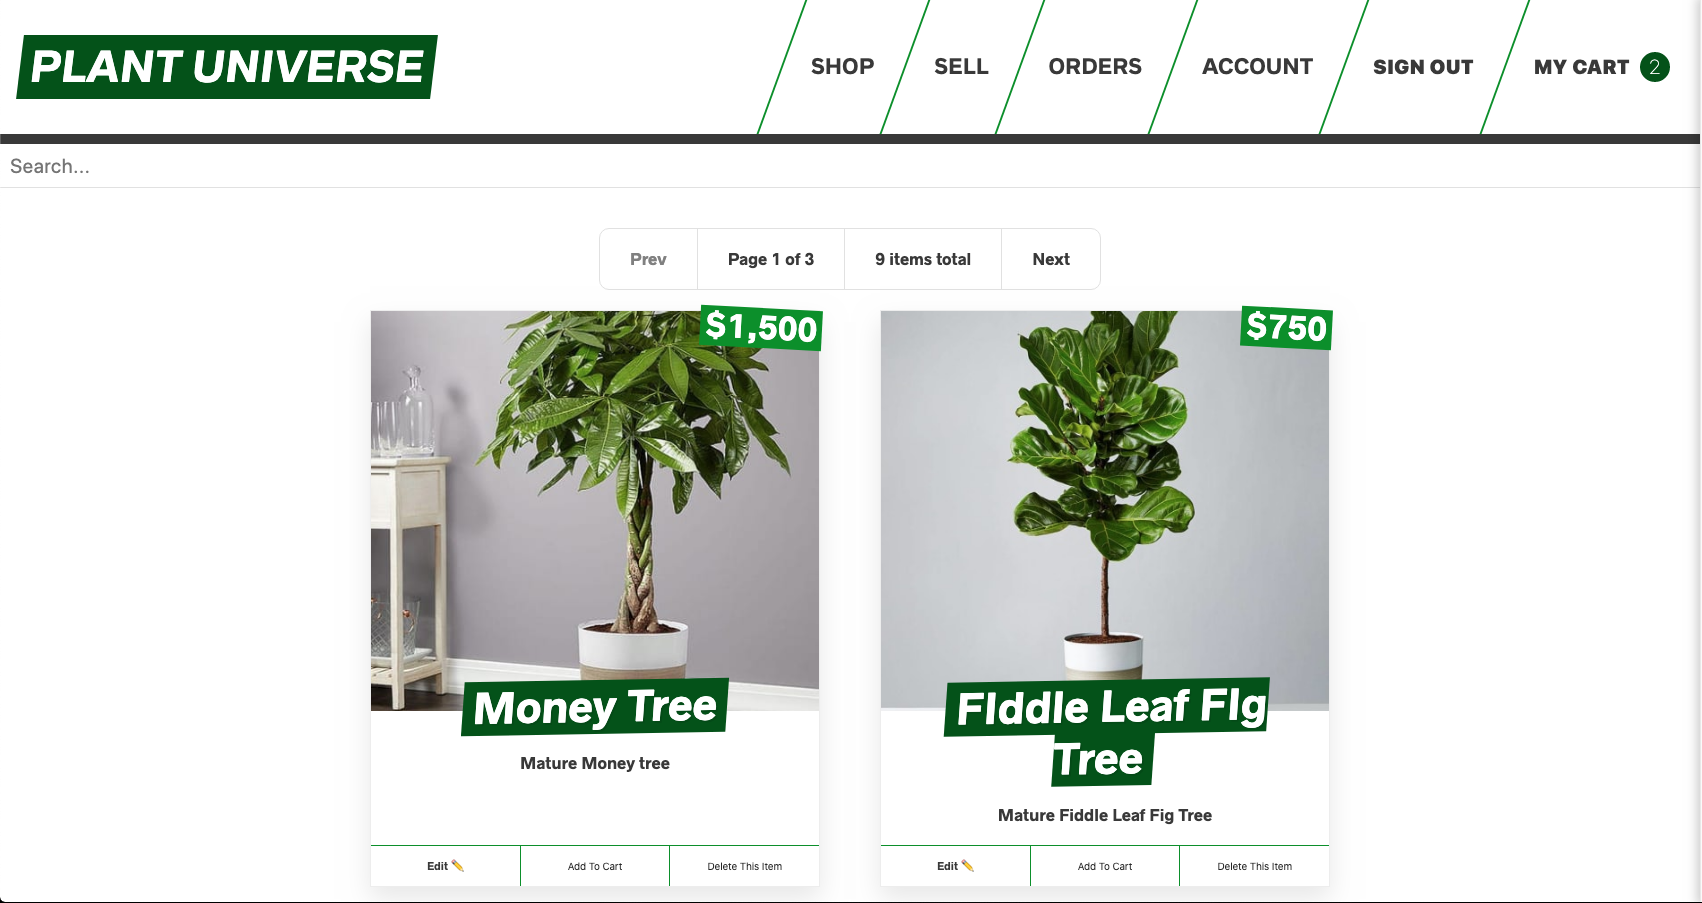 PLANT UNIVERSE
SHOP
SELL
ORDERS
ACCOUNT
SIGN OUT
MY CART 2
Search...
Prev
Page 1 of 3
9 items total
Next
$1,500
$750
Money Tree
Mature Money tree
Fiddle Leaf Fig
Tree
Mature Fiddle Leaf Fig Tree
Edit ✏️
Add To Cart
Delete This Item
Edit ✏️
Add To Cart
Delete This Item